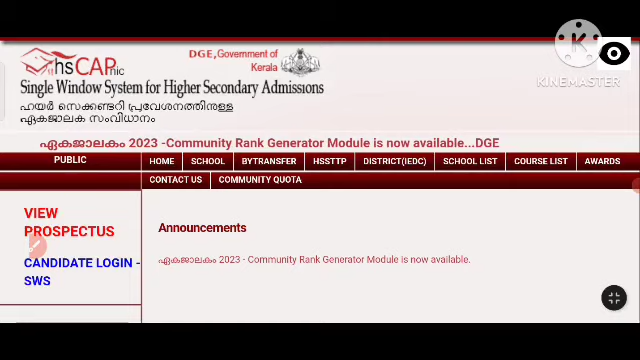 hsCAP nic
DGE,Government of
Kerala
Single Window System for Higher Secondary Admissions
ഹയര്‍ സെക്കണ്ടറി പ്രവേശനത്തിനുള്ള
ഏകജാലക സംവിധാനം
K
KINEMASTER
ഏകജാലകം 2023 -Community Rank Generator Module is now available...DGE
PUBLIC
HOME SCHOOL BYTRANSFER HSSTTP DISTRICT(IEDC) SCHOOL LIST COURSE LIST AWARDS
CONTACT US COMMUNITY QUOTA
VIEW
PROSPECTUS
CANDIDATE LOGIN -
SWS
Announcements
ഏകജാലകം 2023 - Community Rank Generator Module is now available.